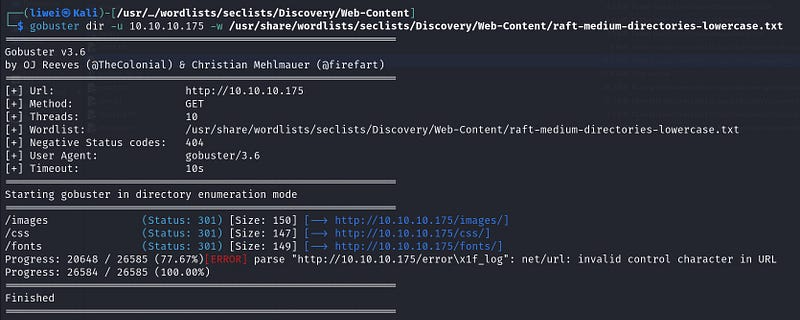 ┌──(liwei㉿Kali)-[/usr/…/wordlists/seclists/Discovery/Web-Content]
└─$ gobuster dir -u 10.10.10.175 -w /usr/share/wordlists/seclists/Discovery/Web-Content/raft-medium-directories-lowercase.txt
===============================================================
Gobuster v3.6
by OJ Reeves (@TheColonial) & Christian Mehlmauer (@firefart)
===============================================================
[+] Url:                     http://10.10.10.175
[+] Method:                  GET
[+] Threads:                 10
[+] Wordlist:                /usr/share/wordlists/seclists/Discovery/Web-Content/raft-medium-directories-lowercase.txt
[+] Negative Status codes:   404
[+] User Agent:              gobuster/3.6
[+] Timeout:                 10s
===============================================================
Starting gobuster in directory enumeration mode
===============================================================
/images               (Status: 301) [Size: 150] [--> http://10.10.10.175/images/]
/css                  (Status: 301) [Size: 147] [--> http://10.10.10.175/css/]
/fonts                (Status: 301) [Size: 149] [--> http://10.10.10.175/fonts/]
Progress: 20648 / 26585 (77.67%)[ERROR] parse "http://10.10.10.175/error\x1f_log": net/url: invalid control character in URL
Progress: 26584 / 26585 (100.00%)
===============================================================
Finished
===============================================================